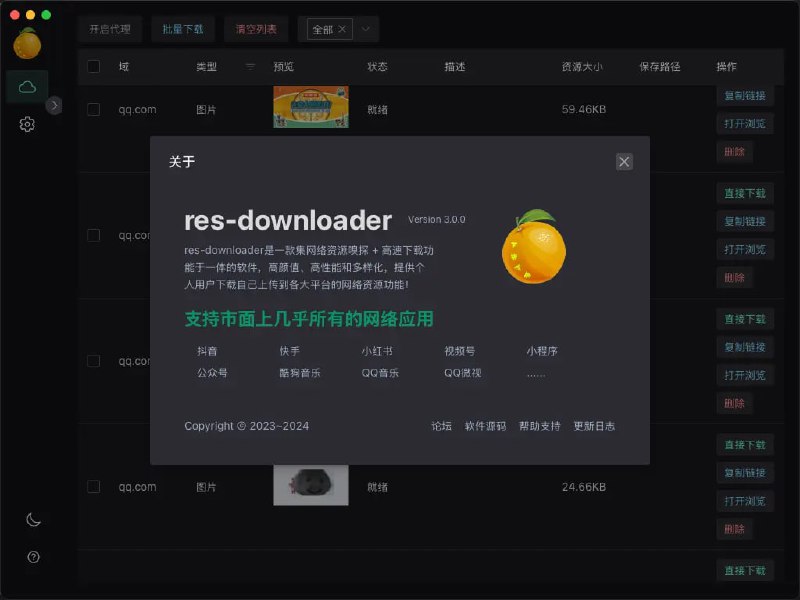 开启代理 批量下载 清空列表 全部
域 类型 预览 状态 描述 资源大小 保存路径 操作
复制链接
qq.com 图片 就绪 59.46KB
打开浏览
删除
关于
直接下载
res-downloader Version 3.0.0
复制链接
qq.co
res-downloader是一款集网络资源嗅探 + 高速下载功
打开浏览
能于一体的软件，高颜值、高性能和多样化，提供个
删除
人用户下载自己上传到各大平台的网络资源功能！
支持市面上几乎所有的网络应用
直接下载
抖音 快手 小红书 视频号 小程序
复制链接
qq.co
公众号 酷狗音乐 QQ音乐 QQ微视 ......
打开浏览
删除
Copyright © 2023~2024 论坛 软件源码 帮助支持 更新日志
直接下载
复制链接
qq.com 图片 就绪 24.66KB
打开浏览
删除
直接下载